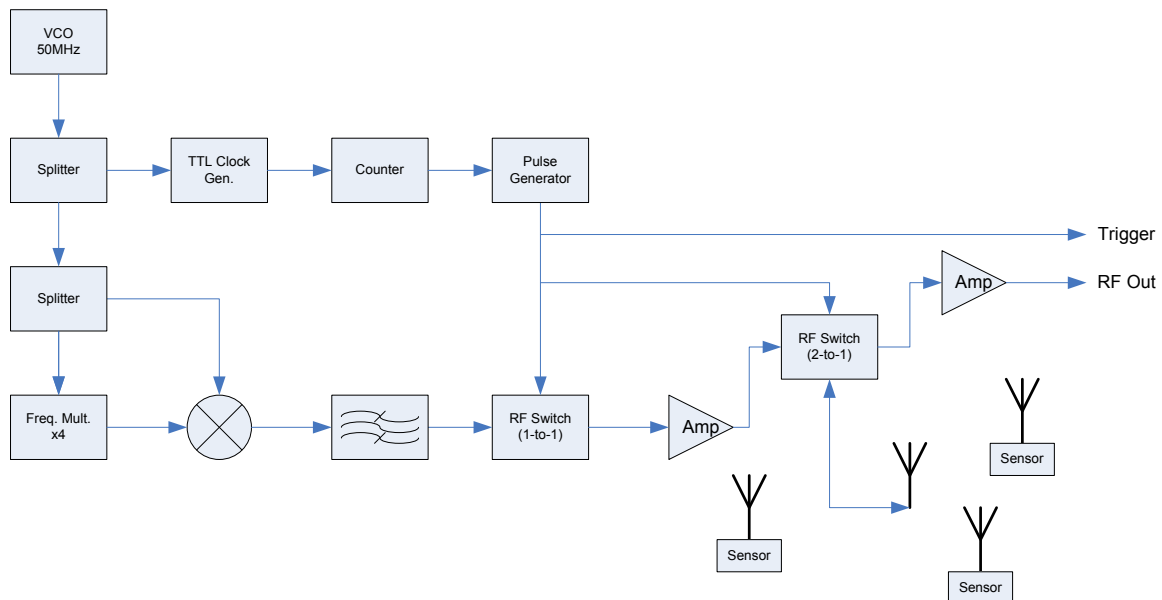 VCO
50MHz
Splitter
TTL Clock
Gen.
Counter
Pulse
Generator
Trigger
Splitter
Amp
RF Out
RF Switch
(2-to-1)
Freq. Mult.
x4
RF Switch
(1-to-1)
Amp
Sensor
Sensor
Sensor